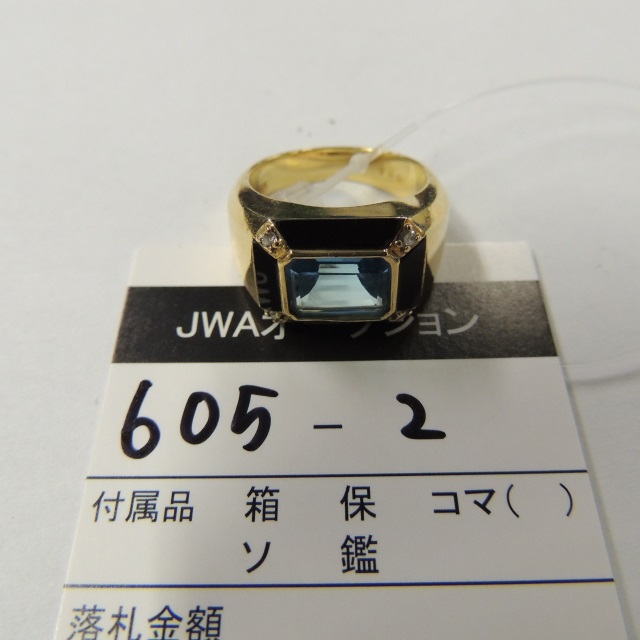 JWAオ クション
605-2
付属品 箱 保 コマ( )
ソ 鑑
落札金額